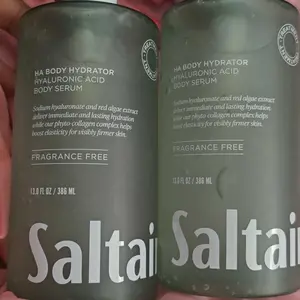 HA BODY HYDRATOR
HYALURONIC ACID
BODY SERUM
Sodium hyaluronate and red algae extract
deliver immediate and lasting hydration,
while our phyto-collagen complex helps
boost elasticity for visibly firmer skin.
FRAGRANCE FREE
13.0 FL OZ / 386 ML
Saltair
HA BODY HYDRATOR
HYALURONIC ACID
BODY SERUM
Sodium hyaluronate and red algae extract
deliver immediate and lasting hydration,
while our phyto-collagen complex helps
boost elasticity for visibly firmer skin.
FRAGRANCE FREE
13.0 FL OZ / 386 ML
Saltair